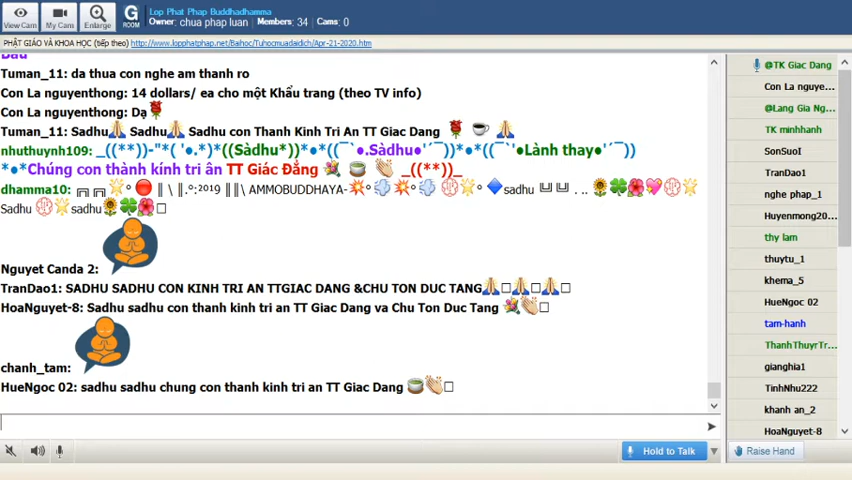 View Cam
My Cams
Enlarge
G
ROOM
Lop Phat Phap Buddhadhamma
Owner: chua phap luan Members: 34 Cams: 0
PHẬT GIÁO VÀ KHOA HỌC (tiếp theo) http://www.lopphatphap.net/Baihoc/Tuhocmuadaidich/Apr-21-2020.htm
Tuman_11: da thua con nghe am thanh ro
Con La nguyenthong: 14 dollars/ ea cho một Khẩu trang (theo TV info)
Con La nguyenthong: Dạ🌹
Tuman_11: Sadhu🙏 Sadhu🙏 Sadhu con Thanh Kinh Tri An TT Giac Dang 🌹 ☕ 🙏
nhuthuynh109: _((**))-"*( '●.*)*((Sàdhu*))*●*((¯`●.Sàdhu●'´¯))*●*((¯`'●Lành thay●'´¯))
*●*Chúng con thành kính tri ân TT Giác Đẳng 💐 🍵 👏 _((**))_
dhamma10: ╔╗╔╗🌟° 🔴 ║ \ ║.°:²⁰¹⁹ ║║\ AMMOBUDDHAYA-💥°💨°💥°💨 💮🌟° 🔷sadhu ╚╝╚╝ . .. 🌻🍀🌺💖💮🌟
Sadhu 💮🌟sadhu🌻🍀🌺□
Nguyet Canda 2:
TranDao1: SADHU SADHU CON KINH TRI AN TTGIAC DANG &CHU TON DUC TANG🙏□🙏□🙏□
HoaNguyet-8: Sadhu sadhu con thanh kinh tri an TT Giac Dang va Chu Ton Duc Tang 💐👏□
chanh_tam:
HueNgoc 02: sadhu sadhu chung con thanh kinh tri an TT Giac Dang 🍵👏□
Hold to Talk
@TK Giac Dang
Con La nguye...
@Lang Gia Ng...
TK minhhanh
SonSuoI
TranDao1
nghe phap_1
Huyenmong20...
thy lam
thuytu_1
khema_5
HueNgoc 02
tam-hanh
ThanhThuyrTr...
gianghia1
TinhNhu222
khanh an_2
HoaNguyet-8
Raise Hand